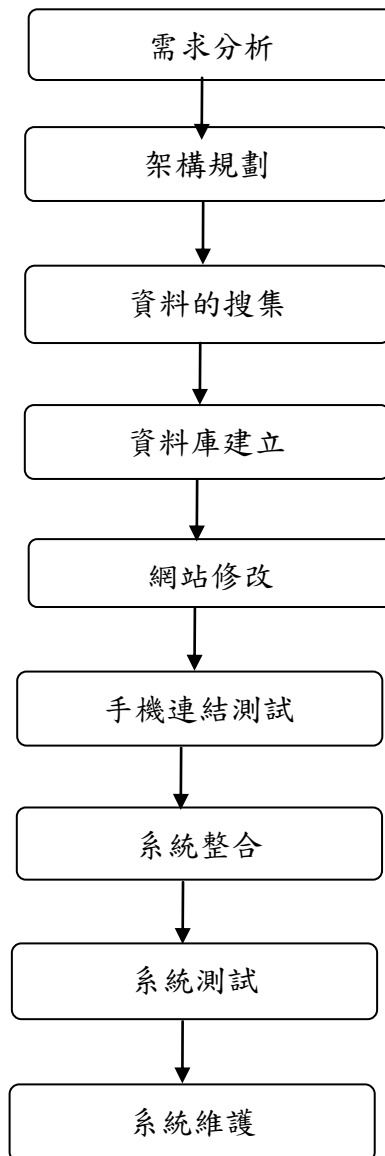 需求分析
架構規劃
資料的搜集
資料庫建立
網站修改
手機連結測試
系統整合
系統測試
系統維護